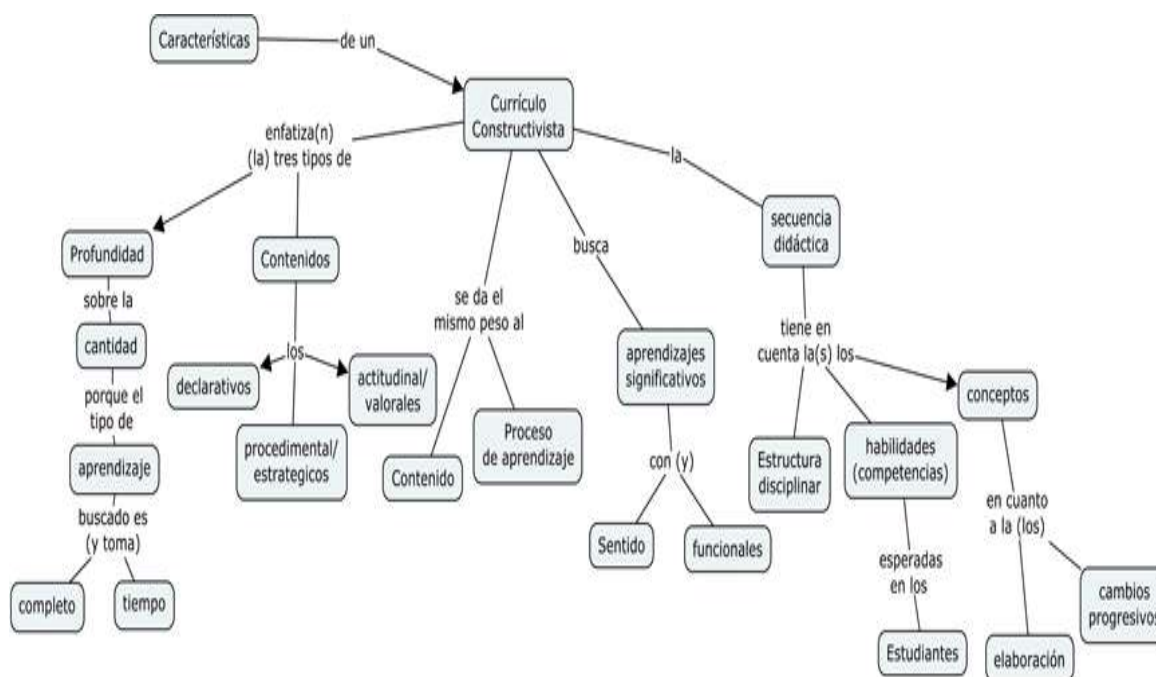 Características
de un
Currículo
Constructivista
enfatiza(n)
(la) tres tipos de
la
Profundidad
sobre la
cantidad
porque el
tipo de
aprendizaje
buscado es
(y toma)
completo
tiempo
Contenidos
los
declarativos
procedimental/
estrategicos
actitudinal/
valorales
se da el
mismo peso al
Contenido
Proceso
de aprendizaje
busca
aprendizajes
significativos
con (y)
Sentido
funcionales
secuencia
didáctica
tiene en
cuenta la(s) los
Estructura
disciplinar
habilidades
(competencias)
esperadas
en los
Estudiantes
conceptos
en cuanto
a la (los)
elaboración
cambios
progresivos